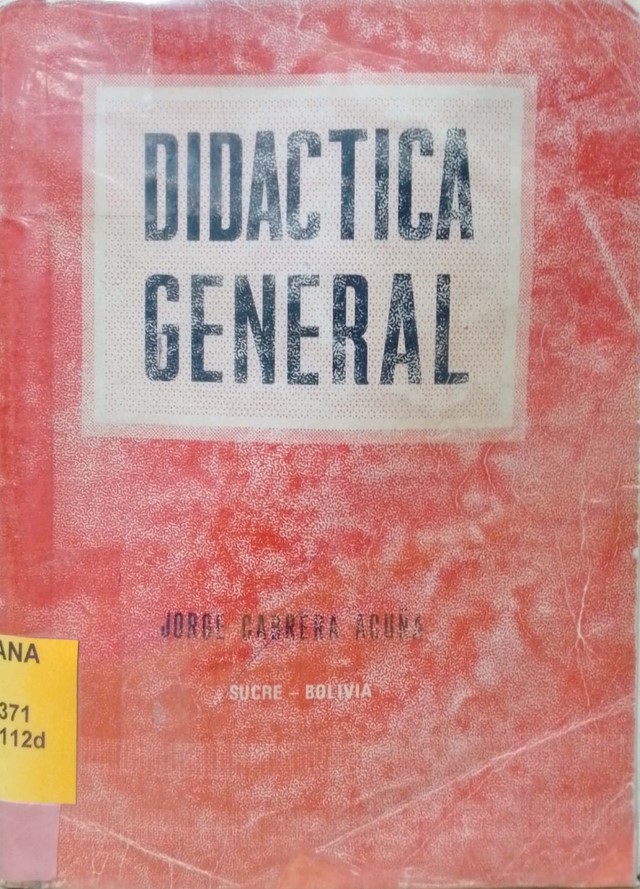 DIDACTICA
GENERAL
JORGE CABRERA ACUÑA
SUCRE - BOLIVIA
ANA
371
112d